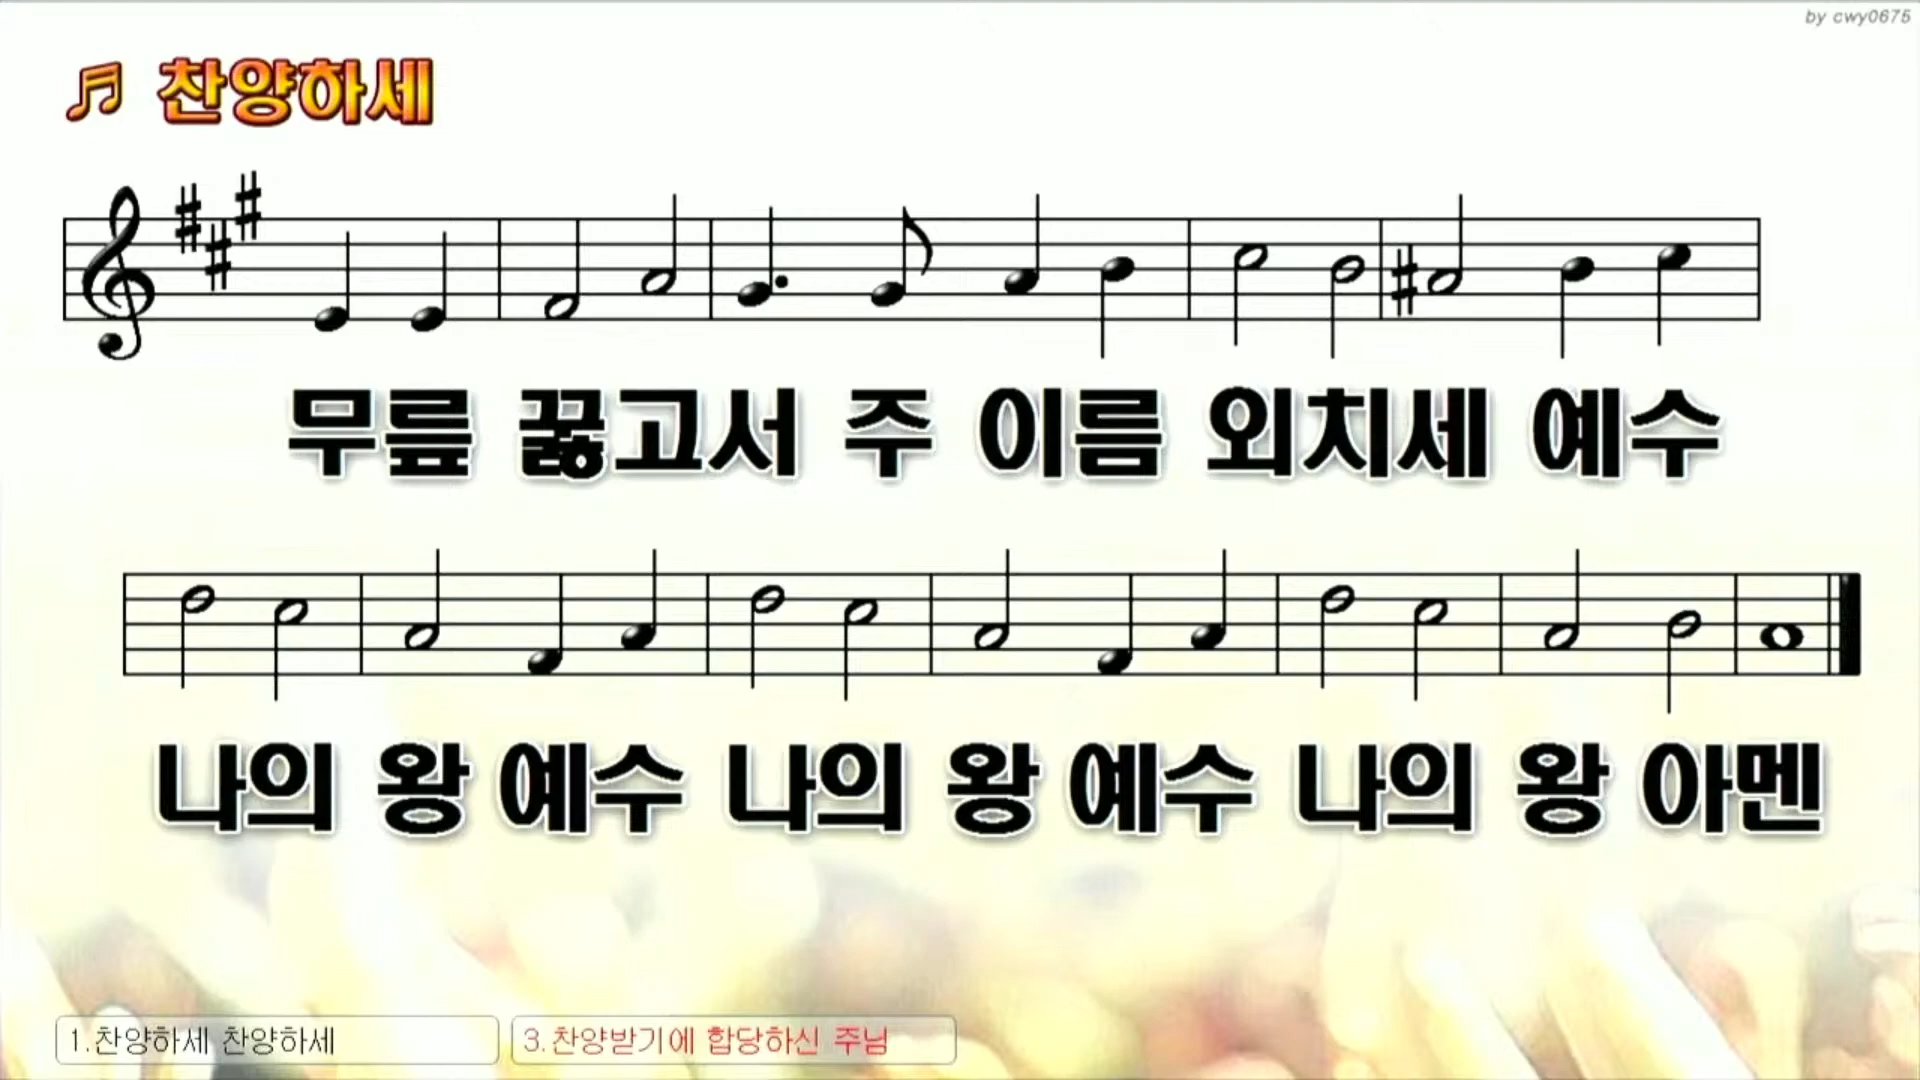 by cwy0675
찬양하세
무릎 꿇고서 주 이름 외치세 예수
나의 왕 예수 나의 왕 예수 나의 왕 아멘
1.찬양하세 찬양하세
3.찬양받기에 합당하신 주님